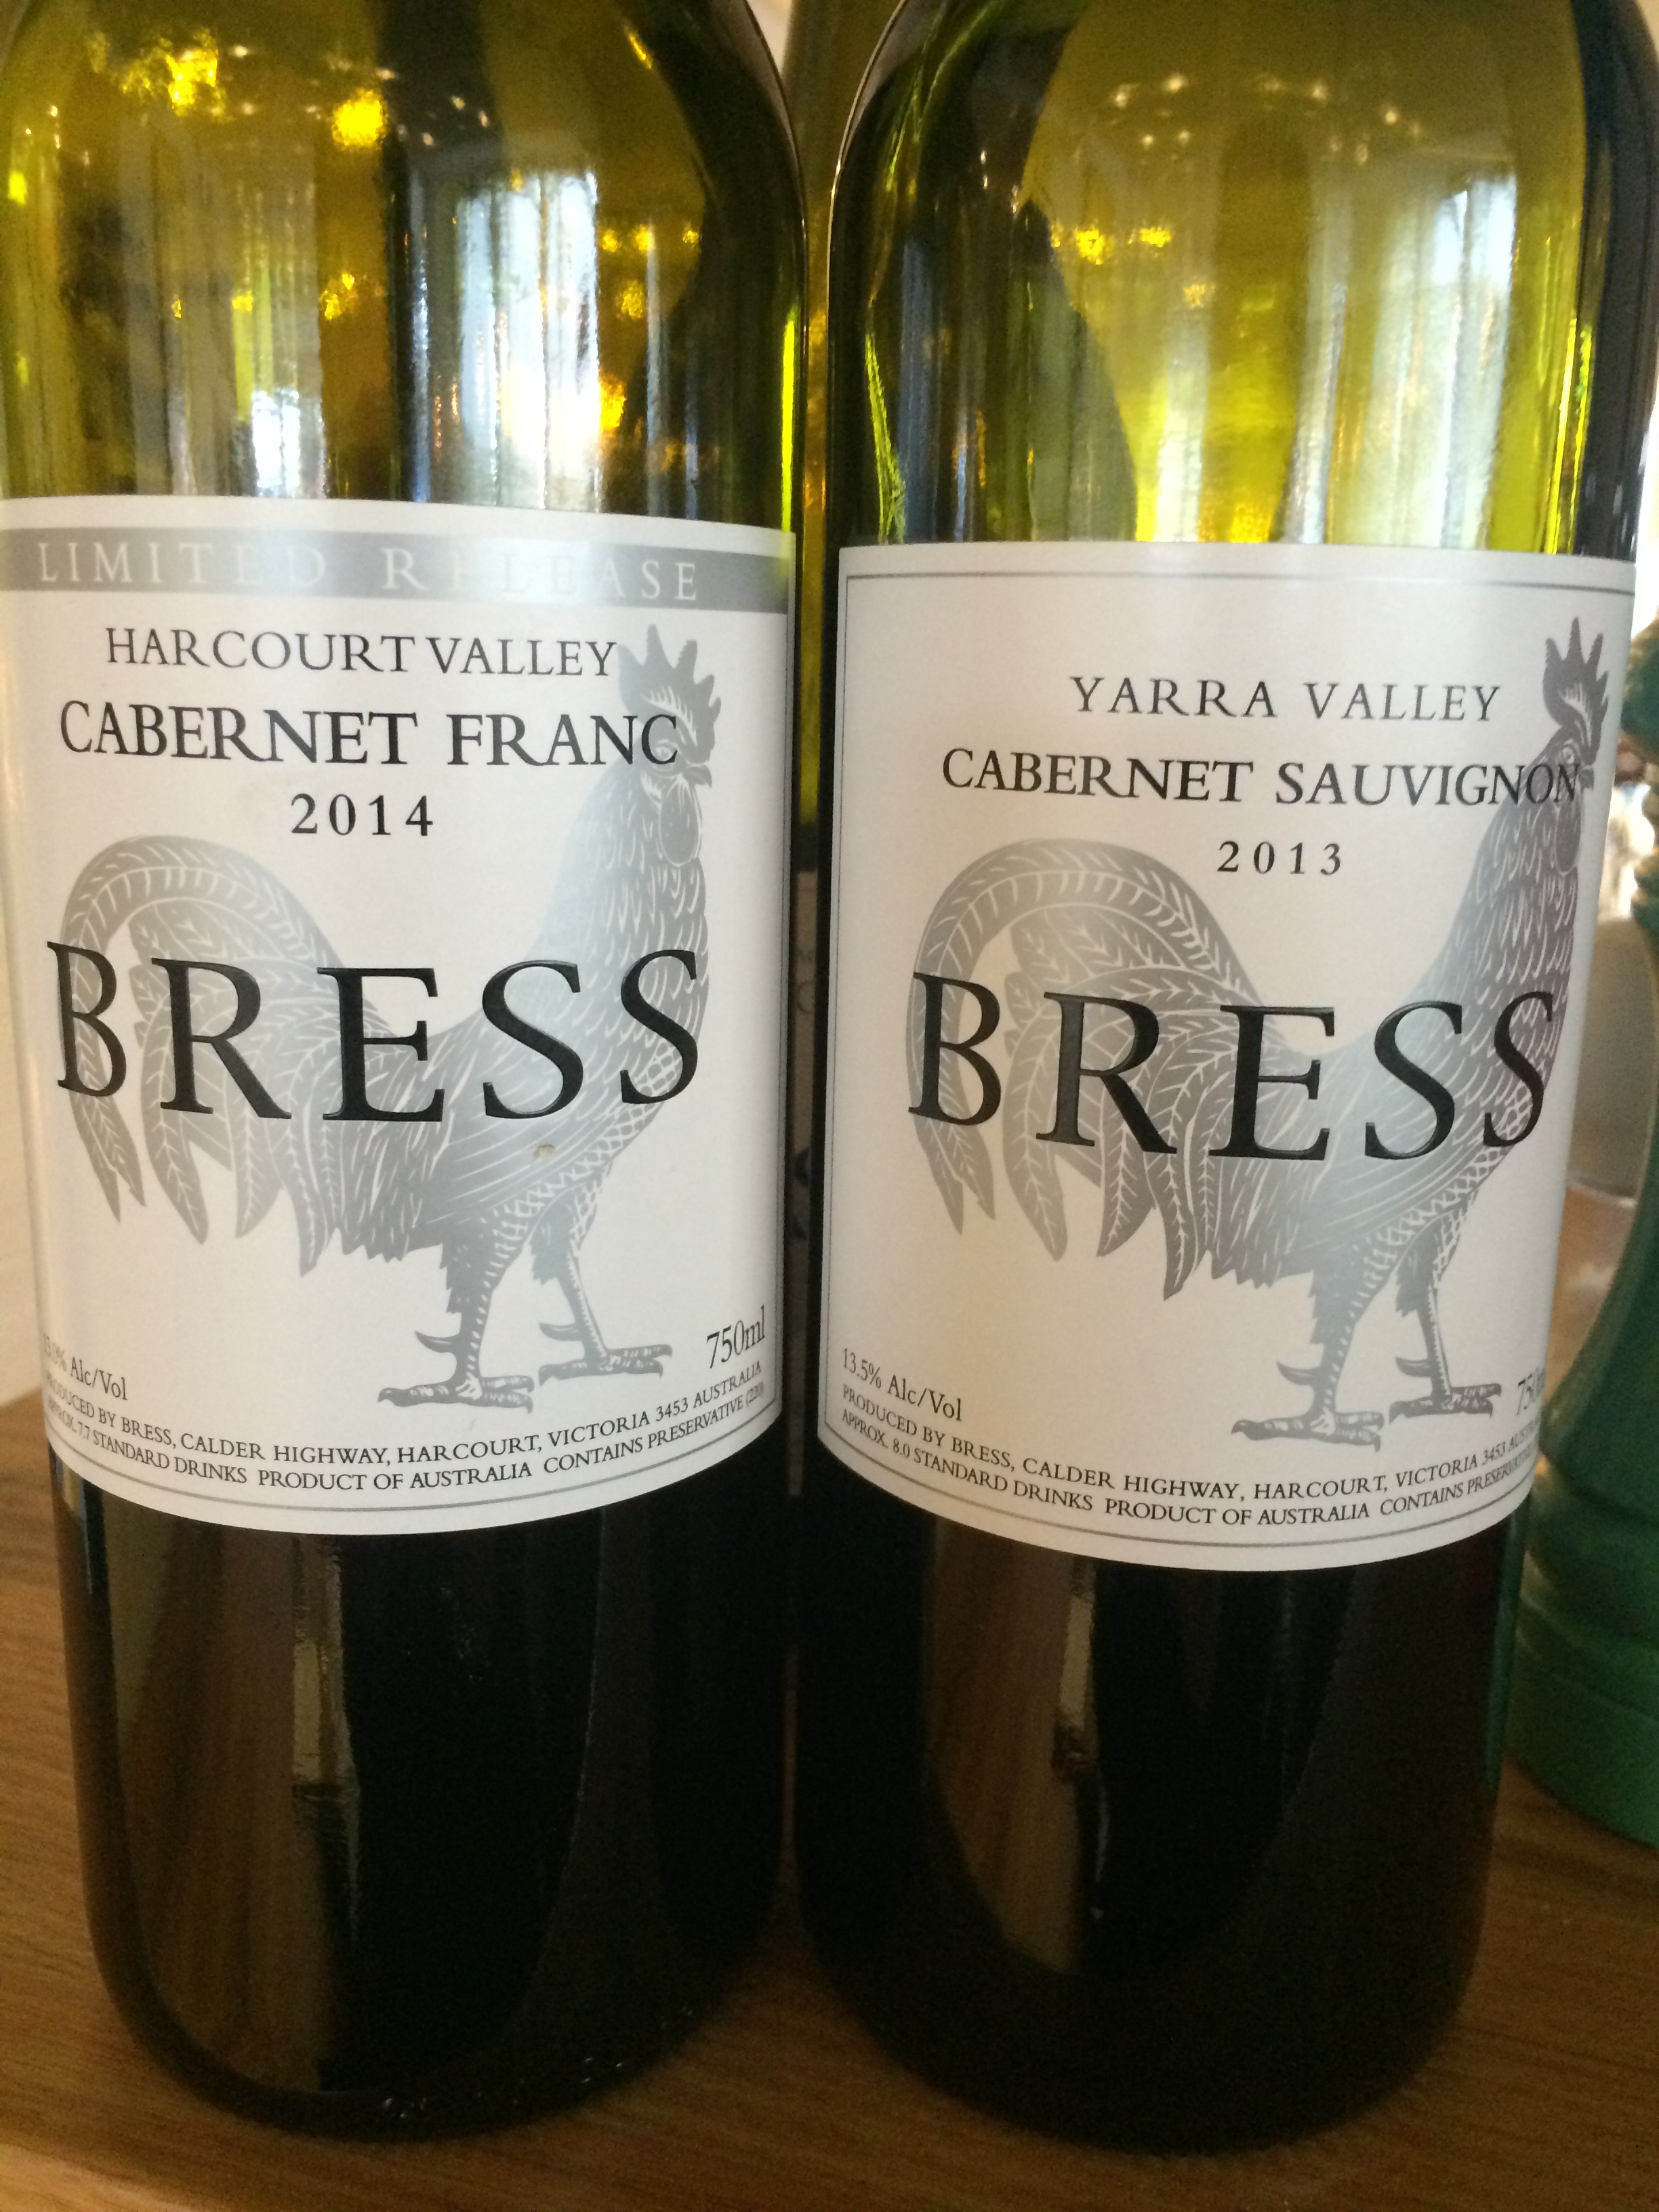 LIMITED RELEASE
HARCOURT VALLEY
CABERNET FRANC
2014
BRESS
750ml
Alc/Vol
PRODUCED BY BRESS, CALDER HIGHWAY, HARCOURT, VICTORIA 3453 AUSTRALIA
APPROX. 7.7 STANDARD DRINKS PRODUCT OF AUSTRALIA CONTAINS PRESERVATIVE (220)
YARRA VALLEY
CABERNET SAUVIGNON
2013
BRESS
13.5% Alc/Vol
PRODUCED BY BRESS, CALDER HIGHWAY, HARCOURT, VICTORIA 3453
APPROX. 8.0 STANDARD DRINKS PRODUCT OF AUSTRALIA CONTAINS